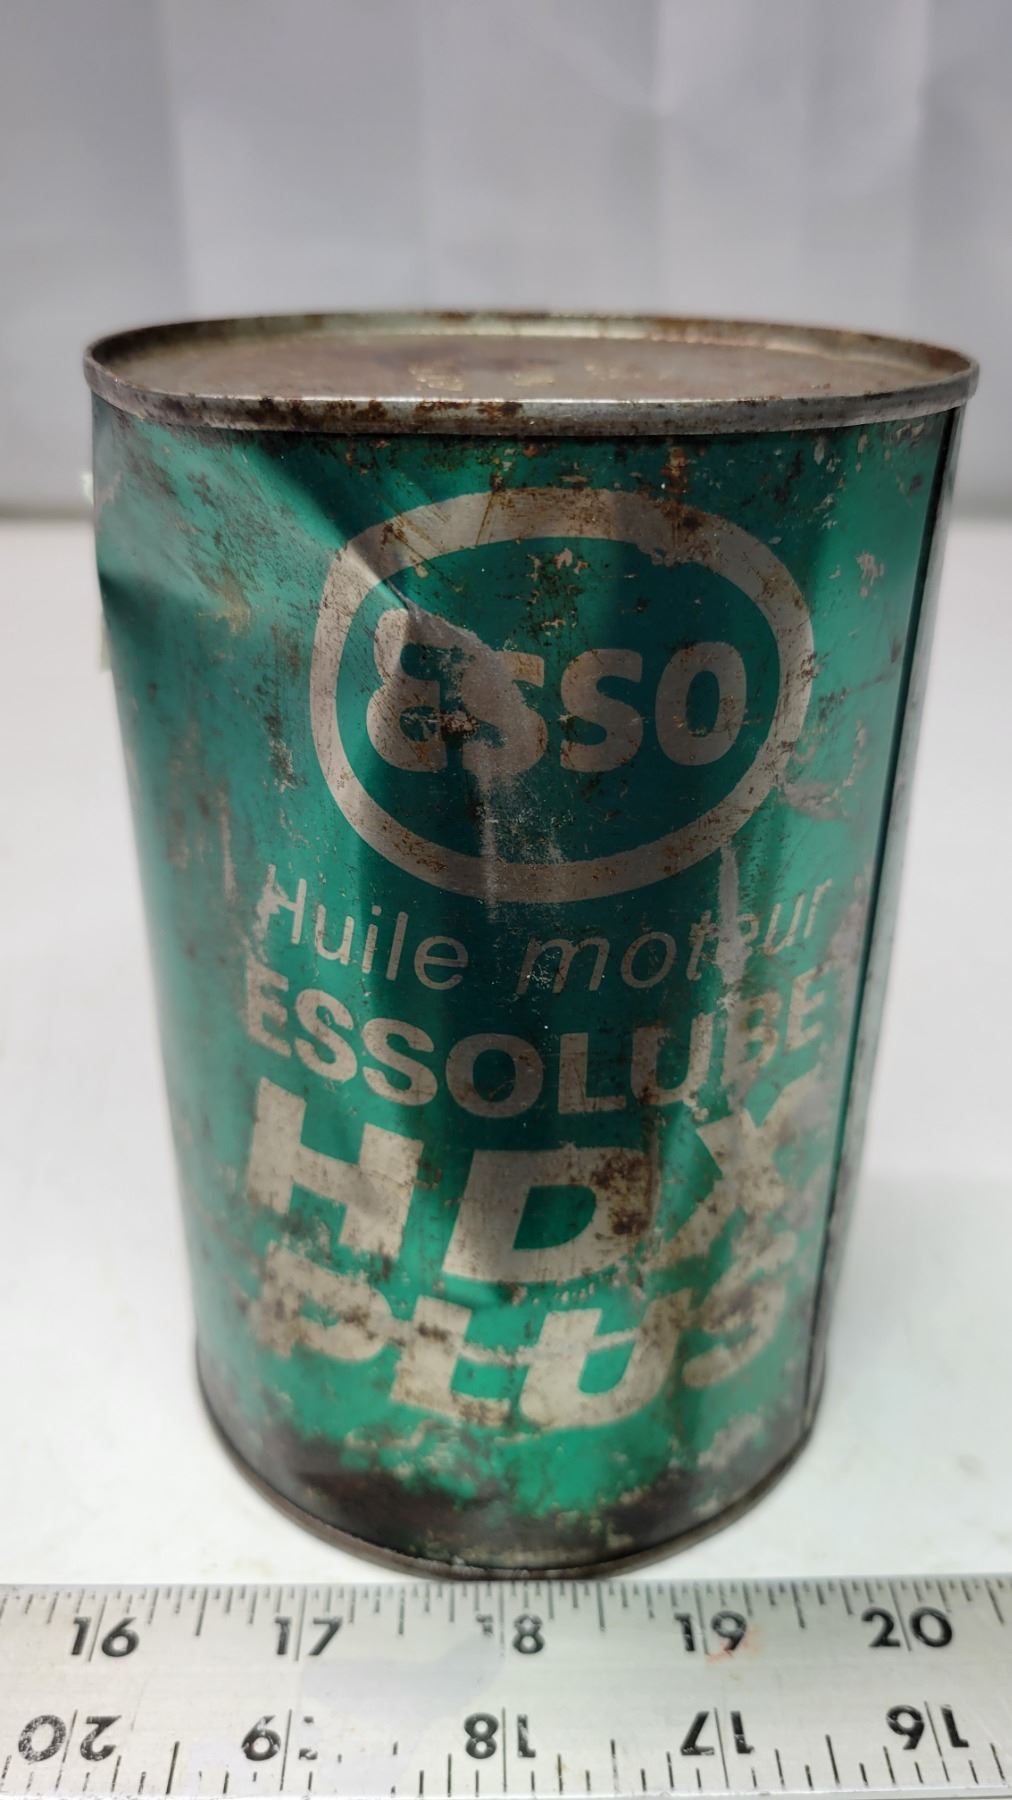 Esso
Huile moteur
ESSOLUBE
HDX
PLUS
16 17 18 19 20
20 19 18 17 16